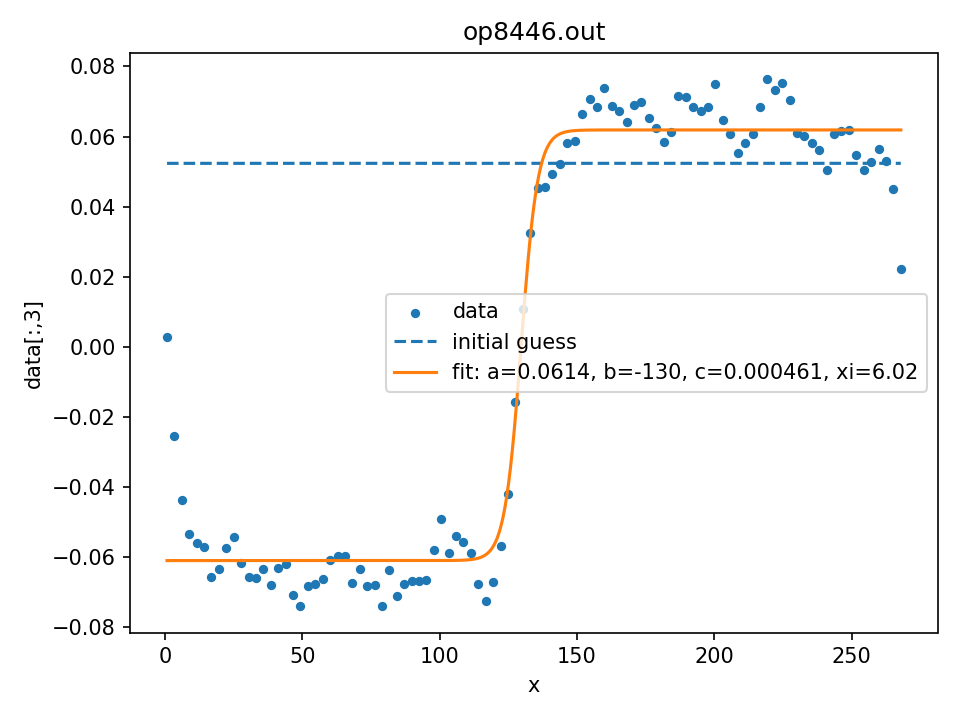 op8446.out
0.08
0.06
0.04
0.02
0.00
−0.02
−0.04
−0.06
−0.08
data[:,3]
data
initial guess
fit: a=0.0614, b=-130, c=0.000461, xi=6.02
0 50 100 150 200 250
x